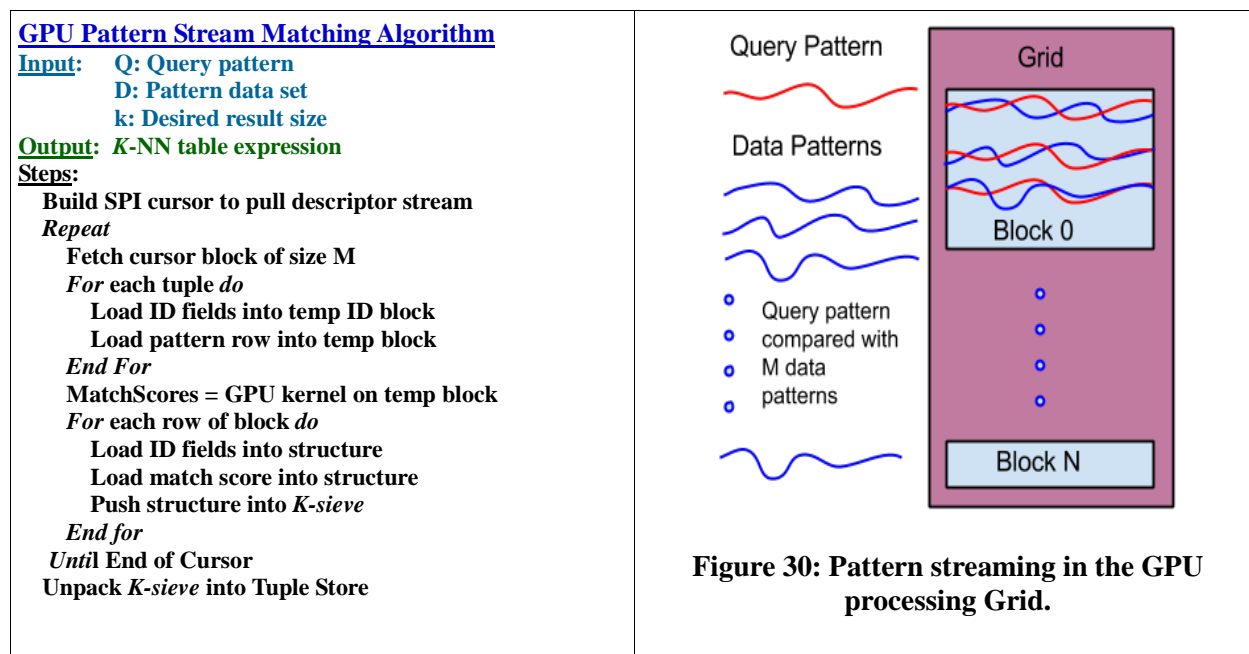 GPU Pattern Stream Matching Algorithm
Input: Q: Query pattern
D: Pattern data set
k: Desired result size
Output: K-NN table expression
Steps:
Build SPI cursor to pull descriptor stream
Repeat
Fetch cursor block of size M
For each tuple do
Load ID fields into temp ID block
Load pattern row into temp block
End For
MatchScores = GPU kernel on temp block
For each row of block do
Load ID fields into structure
Load match score into structure
Push structure into K-sieve
End for
Until End of Cursor
Unpack K-sieve into Tuple Store
Query Pattern
Data Patterns
Query pattern
compared with
M data
patterns
Grid
Block 0
Block N
Figure 30: Pattern streaming in the GPU
processing Grid.